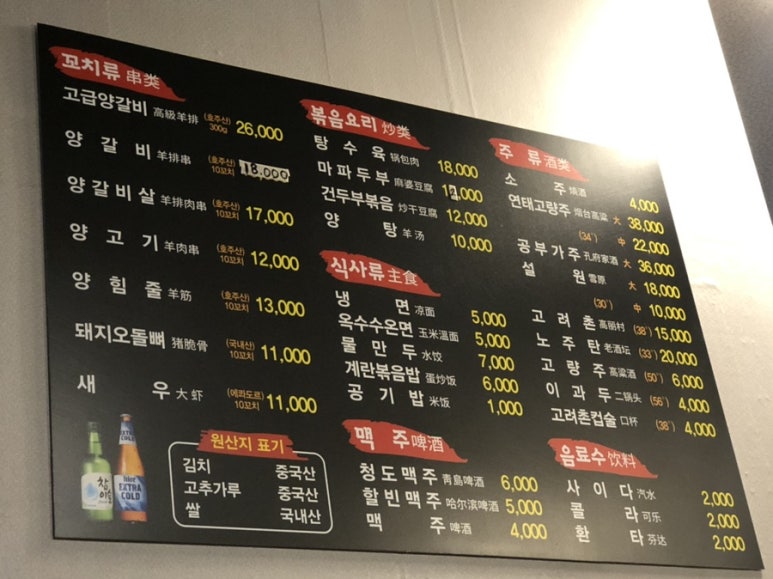 꼬치류 串类
고급양갈비 高級羊排 (호주산) 300g 26,000
양갈비 羊排串 (호주산) 10꼬치 18.000
양갈비살 羊排肉串 (호주산) 10꼬치 17,000
양고기 羊肉串 (호주산) 10꼬치 12,000
양힘줄 羊筋 (호주산) 10꼬치 13,000
돼지오돌뼈 猪脆骨 (국내산) 10꼬치 11,000
새우 大虾 (에콰도르) 10꼬치 11,000
참이슬
EXTRA COLD
hite EXTRA COLD
원산지 표기
김치 중국산
고추가루 중국산
쌀 국내산
볶음요리 炒类
탕수육 锅包肉 18,000
마파두부 麻婆豆腐
건두부볶음 炒干豆腐 12,000
양탕 羊汤 10,000
식사류 主食
냉면 凉面 5,000
옥수수온면 玉米温面 5,000
물만두 水饺 7,000
계란볶음밥 蛋炒饭 6,000
공기밥 米饭 1,000
맥주 啤酒
청도맥주 靑島啤酒 6,000
할빈맥주 哈尔滨啤酒 5,000
맥주 啤酒 4,000
주류 酒类
소주 燒酒 4,000
연태고량주 烟台高粱 大 38,000
(34˚) 中 22,000
공부가주 孔府家酒 大 36,000
설원 雪原 大 18,000
(30˚) 中 10,000
고려촌 高丽村 (38˚) 15,000
노주탄 老酒坛 (33˚) 20,000
고량주 高粱酒 (50˚) 6,000
이과두 二锅头 (56˚) 4,000
고려촌컵술 口杯 (38˚) 4,000
음료수 饮料
사이다 汽水 2,000
콜라 可乐 2,000
환타 芬达 2,000